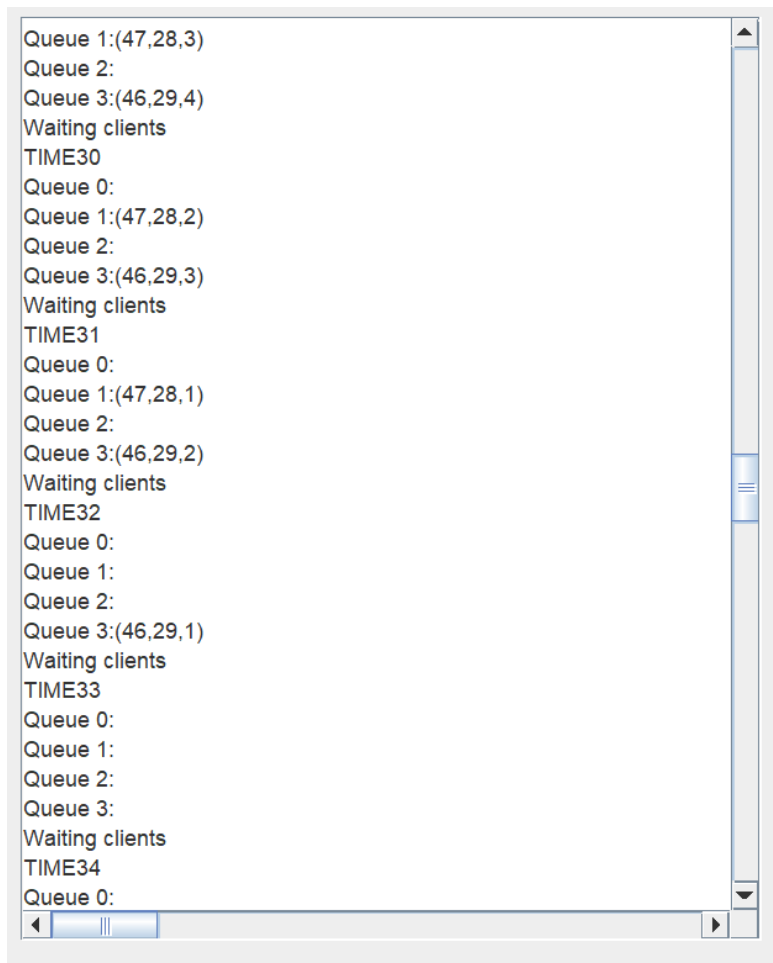 Queue 1:(47,28,3)
Queue 2:
Queue 3:(46,29,4)
Waiting clients
TIME30
Queue 0:
Queue 1:(47,28,2)
Queue 2:
Queue 3:(46,29,3)
Waiting clients
TIME31
Queue 0:
Queue 1:(47,28,1)
Queue 2:
Queue 3:(46,29,2)
Waiting clients
TIME32
Queue 0:
Queue 1:
Queue 2:
Queue 3:(46,29,1)
Waiting clients
TIME33
Queue 0:
Queue 1:
Queue 2:
Queue 3:
Waiting clients
TIME34
Queue 0: